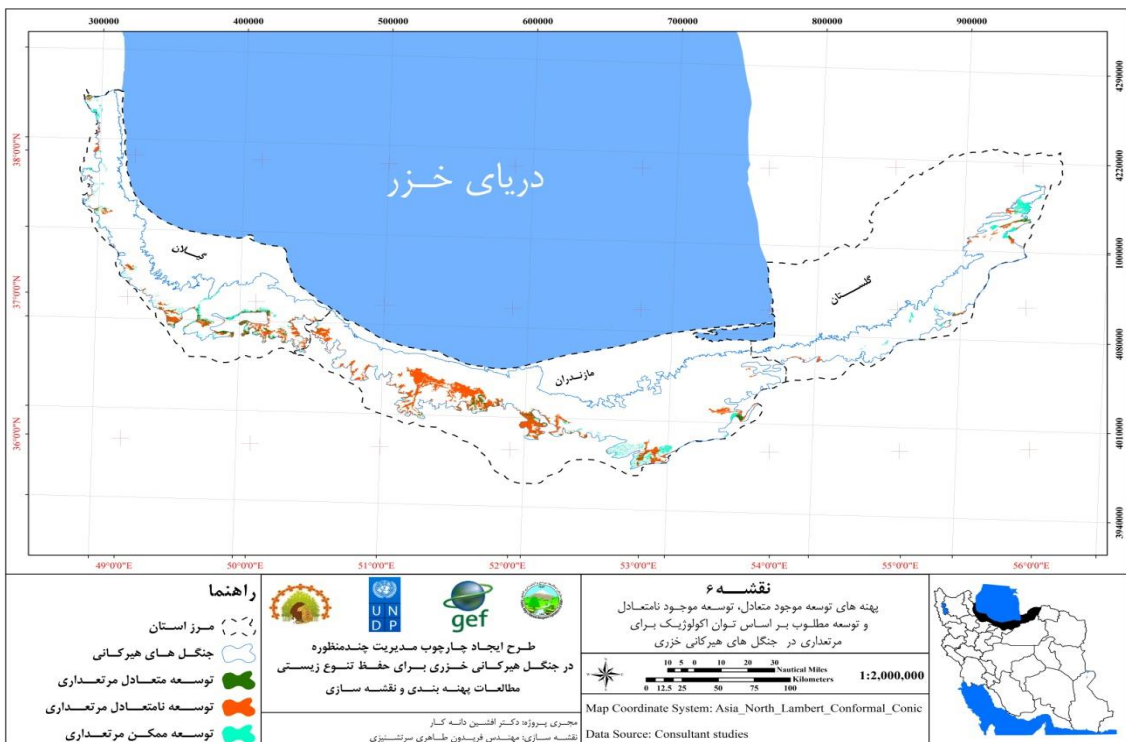 300000 400000 500000 600000 700000 800000 900000
4290000
4220000
1000000
4080000
4010000
3940000
38°0'0"N
37°0'0"N
36°0'0"N
دریای خزر
گیلان
مازندران
گلستان
49°0'0"E 50°0'0"E 51°0'0"E 52°0'0"E 53°0'0"E 54°0'0"E 55°0'0"E 56°0'0"E
راهنما
مرز استان
جنگل های هیرکانی
توسعه متعادل مرتعداری
توسعه نامتعادل مرتعداری
توسعه ممکن مرتعداری
UN
DP
gef
طرح ایجاد چارچوب مدیریت چندمنظوره
در جنگل هیرکانی خزری برای حفظ تنوع زیستی
مطالعات پهنه بندی و نقشه سازی
مجری پروژه: دکتر افشین دانه کار
نقشه سازی: مهندس فریدون طاهری سرتشنیزی
نقشه ۶
پهنه های توسعه موجود متعادل، توسعه موجود نامتعادل
و توسعه مطلوب بر اساس توان اکولوژیک برای
مرتعداری در جنگل های هیرکانی خزری
10 5 0 10 20 30
Nautical Miles
Kilometers
0 12.5 25 50 75 100
1:2,000,000
Map Coordinate System: Asia_North_Lambert_Conformal_Conic
Data Source: Consultant studies